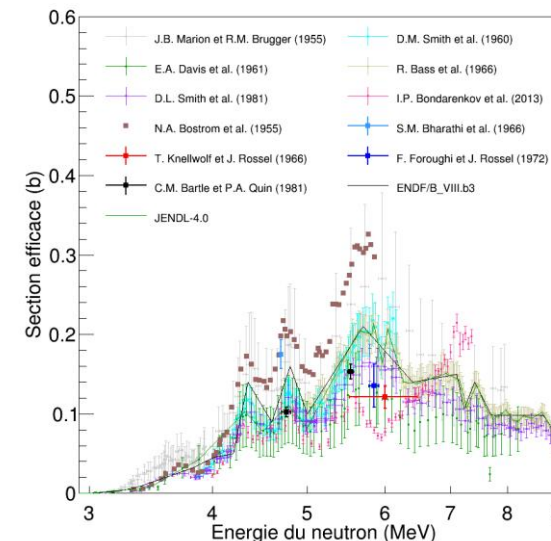 0.6
0.5
0.4
0.3
0.2
0.1
0
Section efficace (b)
J.B. Marion et R.M. Brugger (1955)
D.M. Smith et al. (1960)
E.A. Davis et al. (1961)
R. Bass et al. (1966)
D.L. Smith et al. (1981)
I.P. Bondarenkov et al. (2013)
N.A. Bostrom et al. (1955)
S.M. Bharathi et al. (1966)
T. Knellwolf et J. Rossel (1966)
F. Foroughi et J. Rossel (1972)
C.M. Bartle et P.A. Quin (1981)
ENDF/B_VIII.b3
JENDL-4.0
3 4 5 6 7 8
Energie du neutron (MeV)